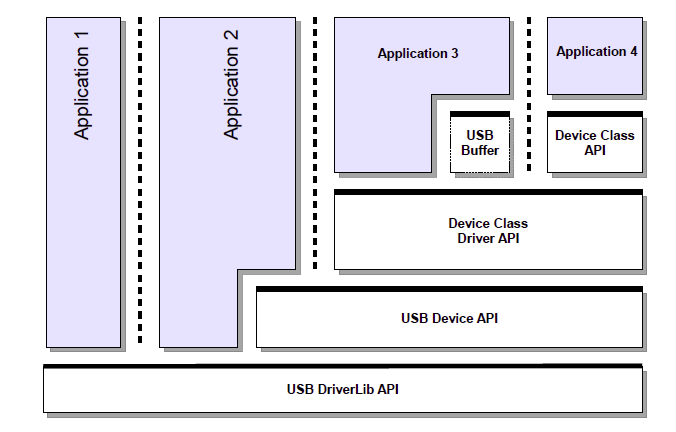 Application 1
Application 2
Application 3
Application 4
USB
Buffer
Device Class
API
Device Class
Driver API
USB Device API
USB DriverLib API